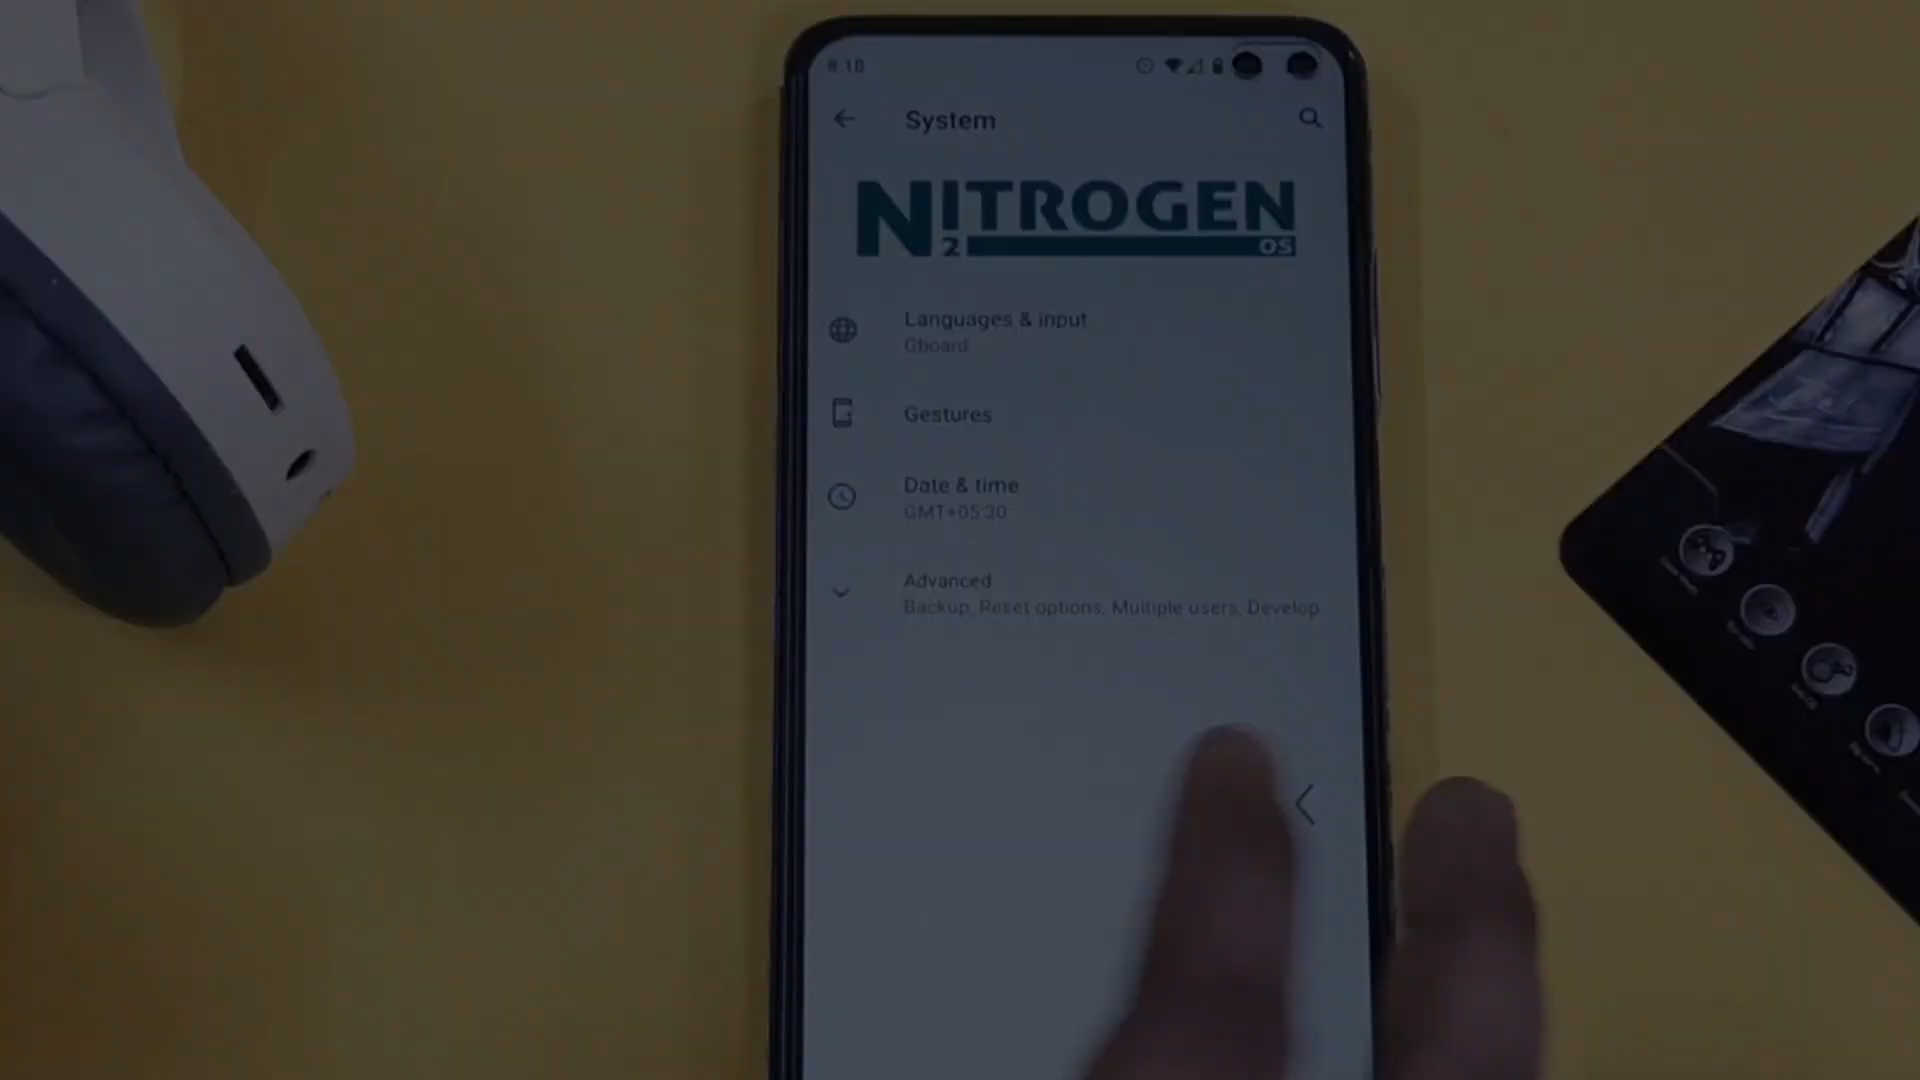 8:10
System
NITROGEN
2 OS
Languages & input
Gboard
Gestures
Date & time
GMT+05:30
Advanced
Backup, Reset options, Multiple users, Develop